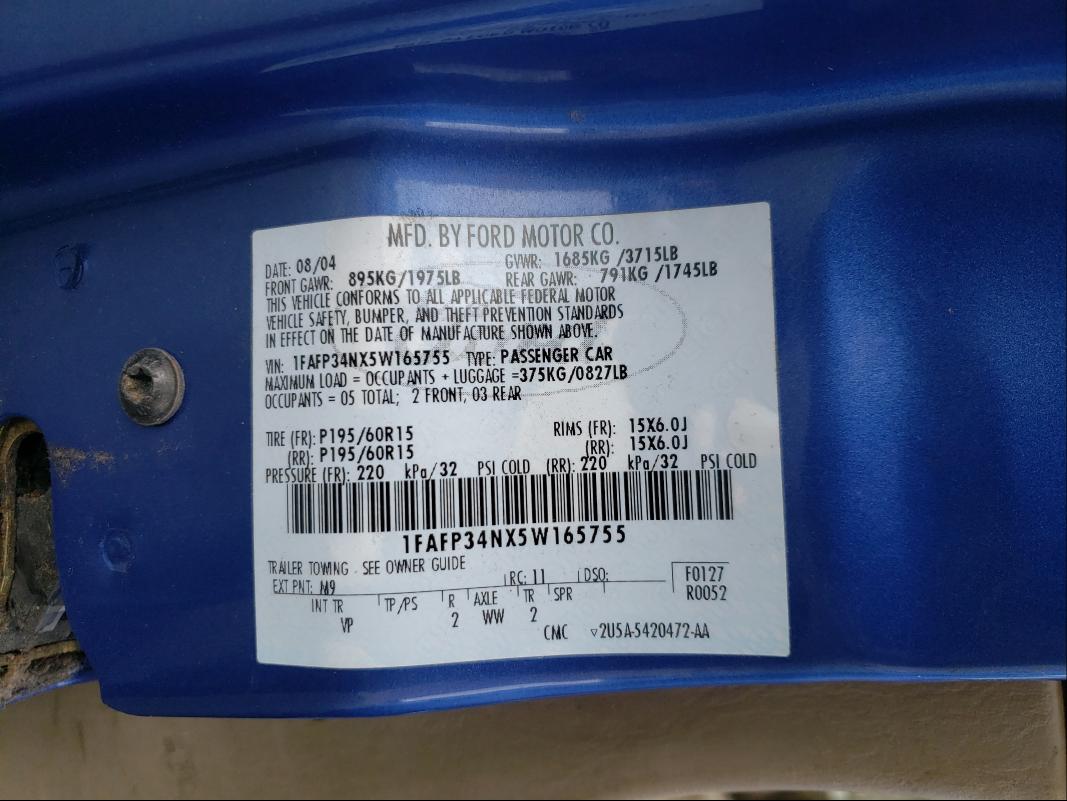 MFD. BY FORD MOTOR CO.
DATE: 08/04 GVWR: 1685KG /3715LB
FRONT GAWR: 895KG/1975LB REAR GAWR: 791KG /1745LB
THIS VEHICLE CONFORMS TO ALL APPLICABLE FEDERAL MOTOR
VEHICLE SAFETY, BUMPER, AND THEFT PREVENTION STANDARDS
IN EFFECT ON THE DATE OF MANUFACTURE SHOWN ABOVE.
VIN: 1FAFP34NX5W165755 TYPE: PASSENGER CAR
MAXIMUM LOAD = OCCUPANTS + LUGGAGE =375KG/0827LB
OCCUPANTS = 05 TOTAL; 2 FRONT, 03 REAR
TIRE (FR): P195/60R15 RIMS (FR): 15X6.0J
(RR): P195/60R15 (RR): 15X6.0J
PRESSURE (FR): 220 kPa/32 PSI COLD (RR): 220 kPa/32 PSI COLD
1FAFP34NX5W165755
TRAILER TOWING - SEE OWNER GUIDE
EXT PNT: M9 RC: 11 DSO: F0127
INT TR TP/PS R AXLE TR SPR R0052
VP 2 WW 2
CMC ▽2U5A-5420472-AA